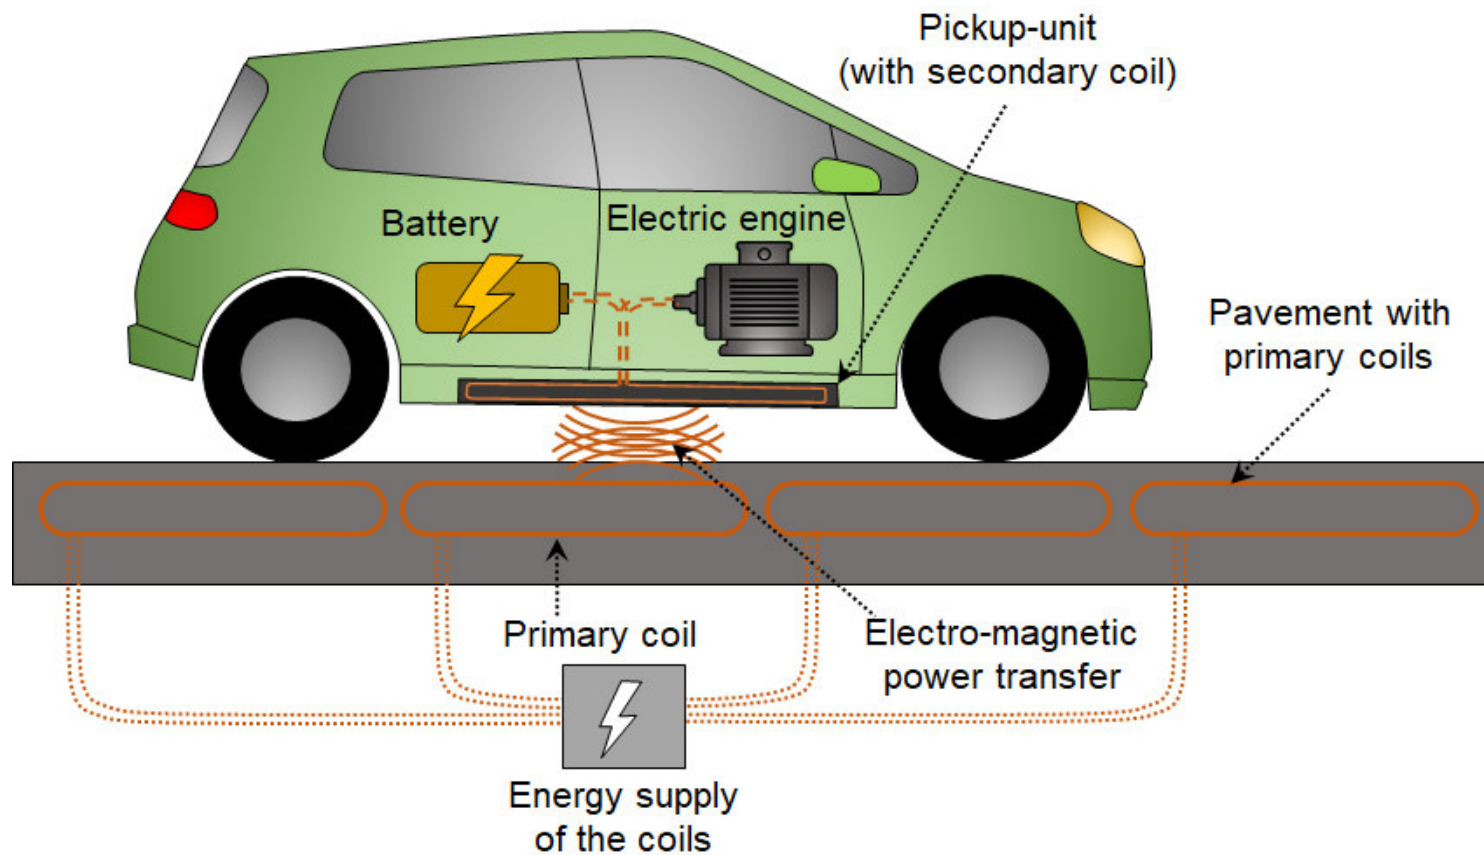 Pickup-unit
(with secondary coil)
Battery
Electric engine
Pavement with
primary coils
Primary coil
Electro-magnetic
power transfer
Energy supply
of the coils